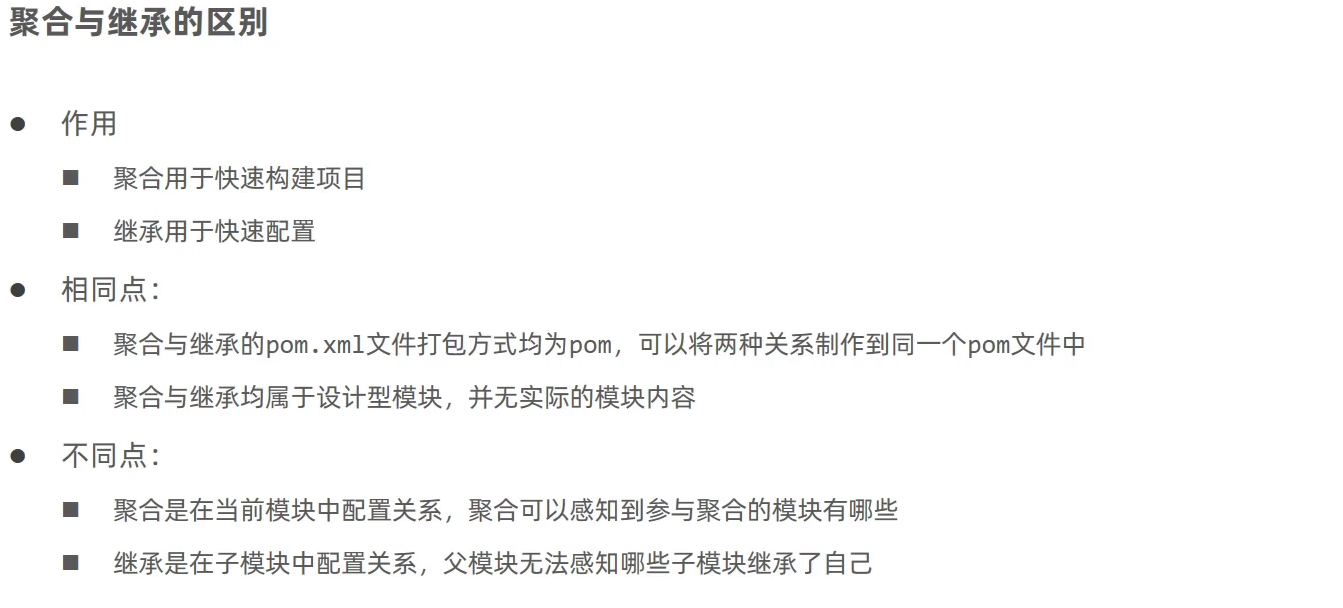 聚合与继承的区别
作用
聚合用于快速构建项目
继承用于快速配置
相同点：
聚合与继承的pom.xml文件打包方式均为pom，可以将两种关系制作到同一个pom文件中
聚合与继承均属于设计型模块，并无实际的模块内容
不同点：
聚合是在当前模块中配置关系，聚合可以感知到参与聚合的模块有哪些
继承是在子模块中配置关系，父模块无法感知哪些子模块继承了自己